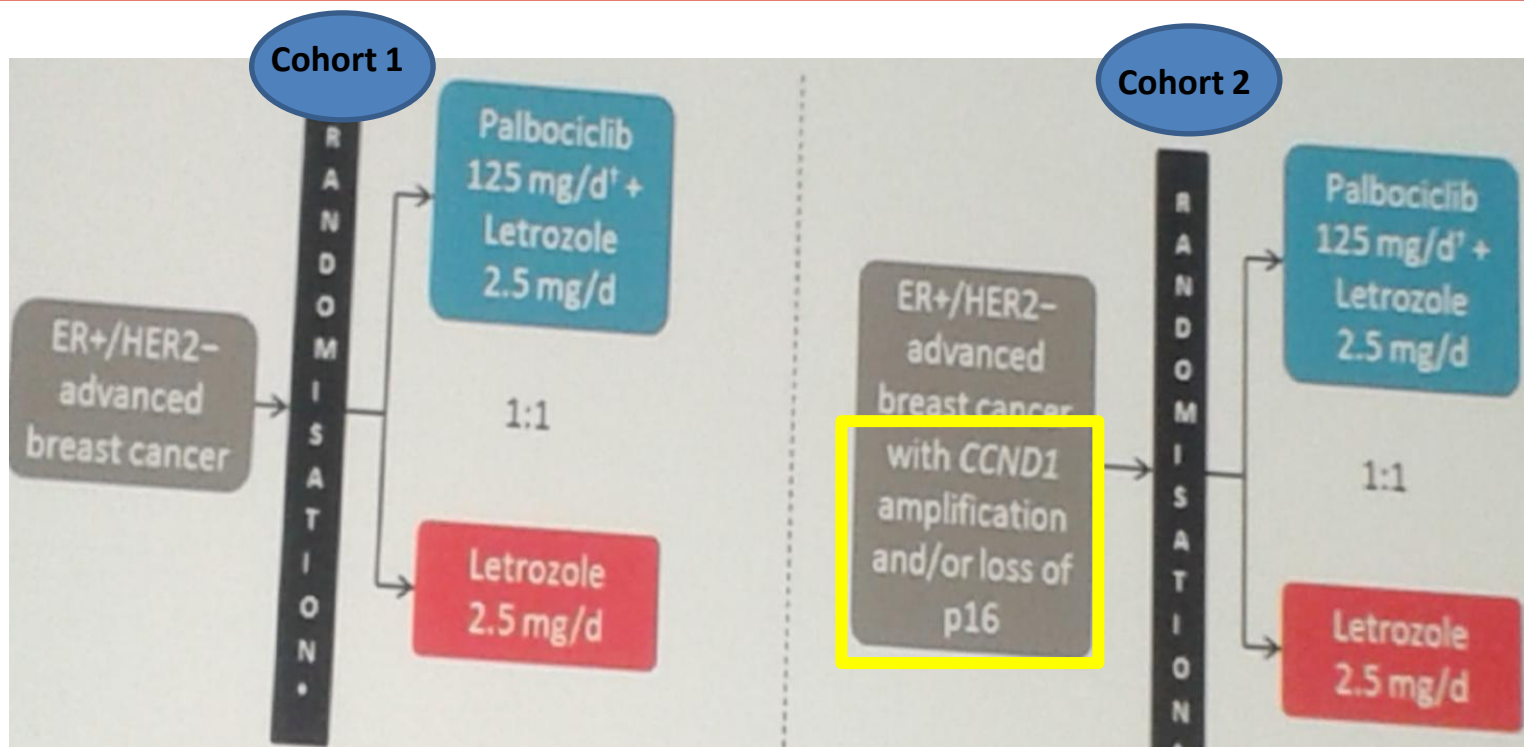 Cohort 1
ER+/HER2−
advanced
breast cancer
R
A
N
D
O
M
I
S
A
T
I
O
N*
Palbociclib
125 mg/d† +
Letrozole
2.5 mg/d
1:1
Letrozole
2.5 mg/d
Cohort 2
ER+/HER2−
advanced
breast cancer
with CCND1
amplification
and/or loss of
p16
R
A
N
D
O
M
I
S
A
T
I
O
N
Palbociclib
125 mg/d† +
Letrozole
2.5 mg/d
1:1
Letrozole
2.5 mg/d